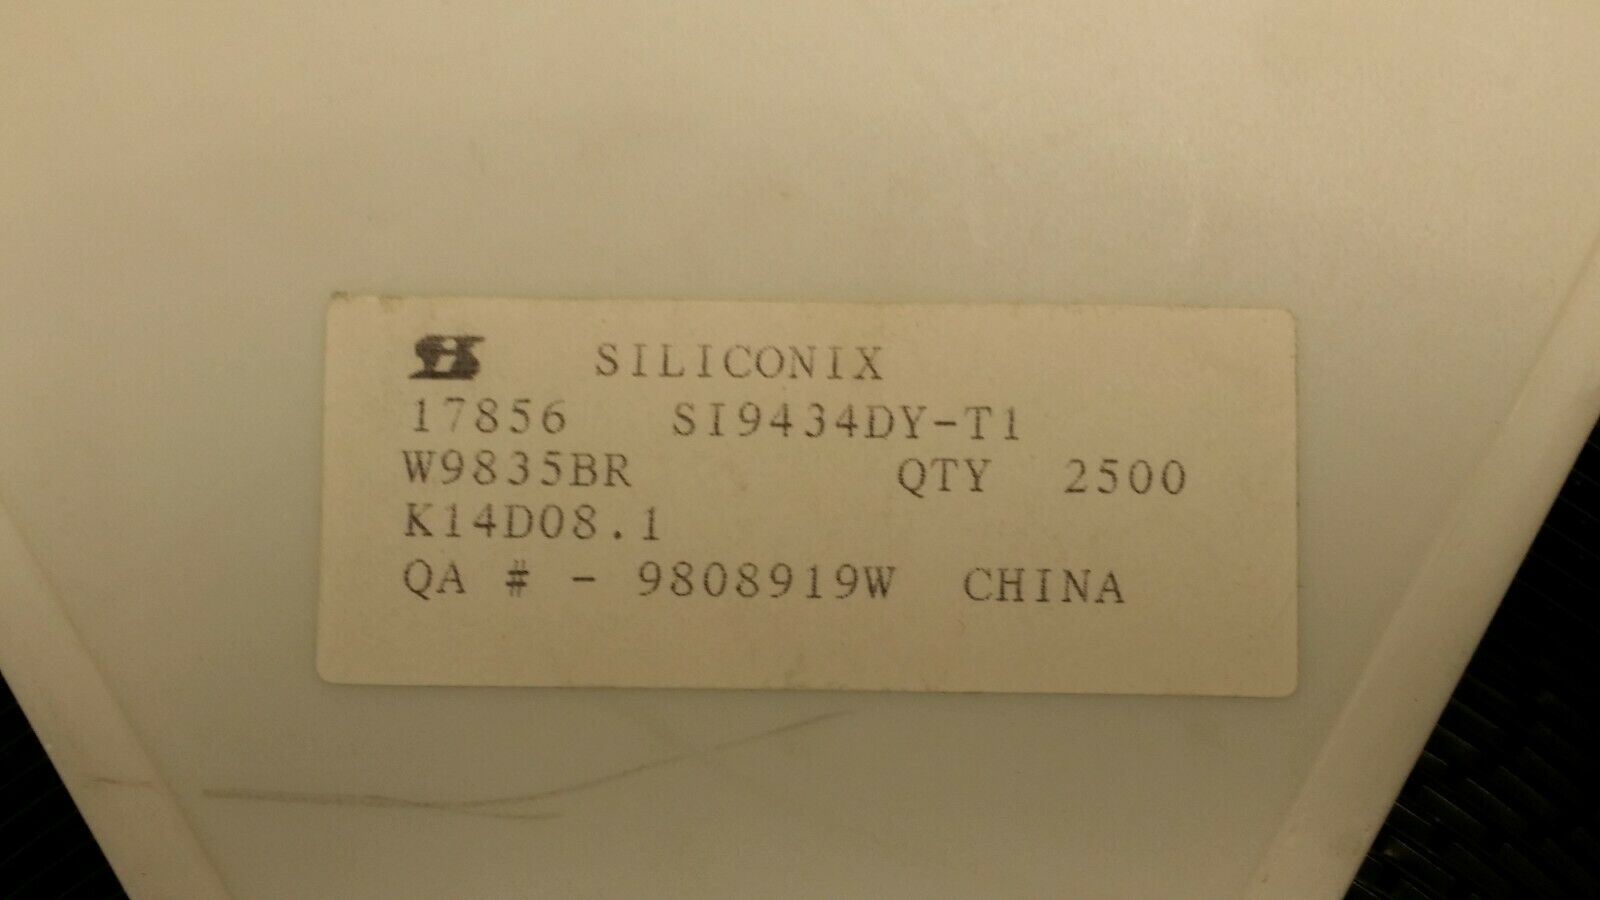 SILICONIX
17856 SI9434DY-T1
W9835BR QTY 2500
K14D08.1
QA # - 9808919W CHINA